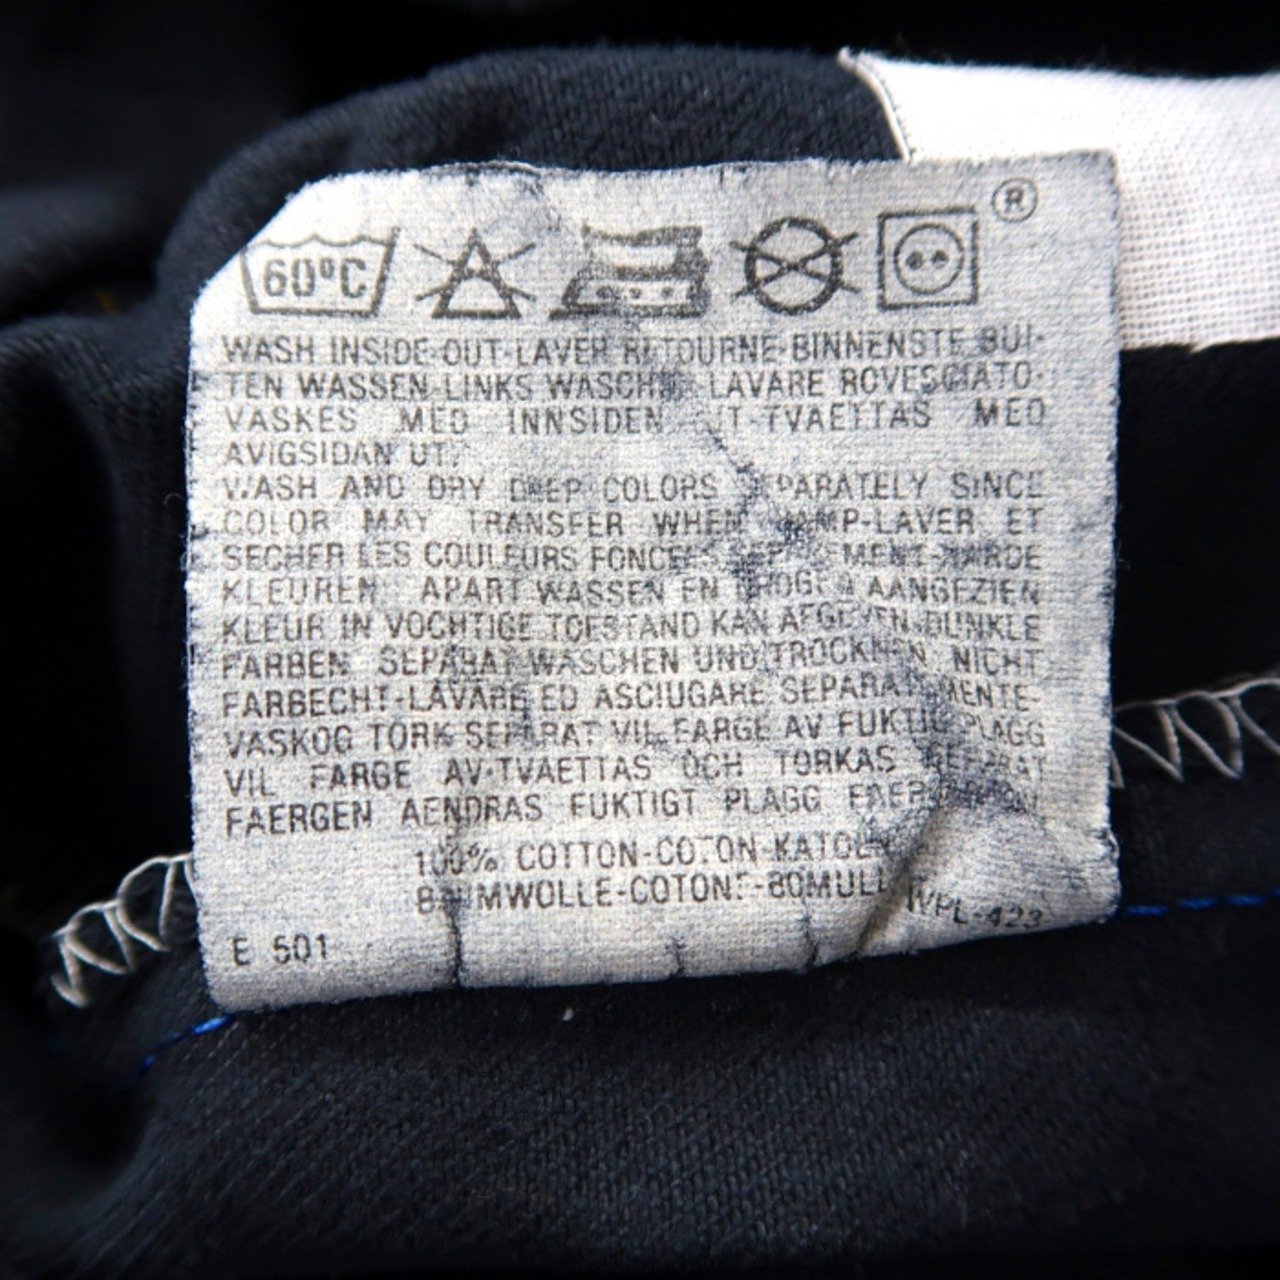 ®
60°C
WASH INSIDE-OUT-LAVER RETOURNE-BINNENSTE BUI-
TEN WASSEN-LINKS WASCHEN-LAVARE ROVESCIATO-
VASKES MED INNSIDEN UT-TVAETTAS MED
AVIGSIDAN UT.
WASH AND DRY DEEP COLORS SEPARATELY SINCE
COLOR MAY TRANSFER WHEN DAMP-LAVER ET
SECHER LES COULEURS FONCEES SEPAREMENT-HARDE
KLEUREN APART WASSEN EN DROGEN AANGEZIEN
KLEUR IN VOCHTIGE TOESTAND KAN AFGEVEN-DUNKLE
FARBEN SEPARAT WASCHEN UND TROCKNEN NICHT
FARBECHT-LAVARE ED ASCIUGARE SEPARATAMENTE-
VASKOG TORK SEPARAT VIL FARGE AV FUKTIG PLAGG
VIL FARGE AV-TVAETTAS OCH TORKAS SEPARAT
FAERGEN AENDRAS FUKTIGT PLAGG
100% COTTON-COTON-KATOEN
BAUMWOLLE-COTONE-BOMULL
WPL-423
E 501